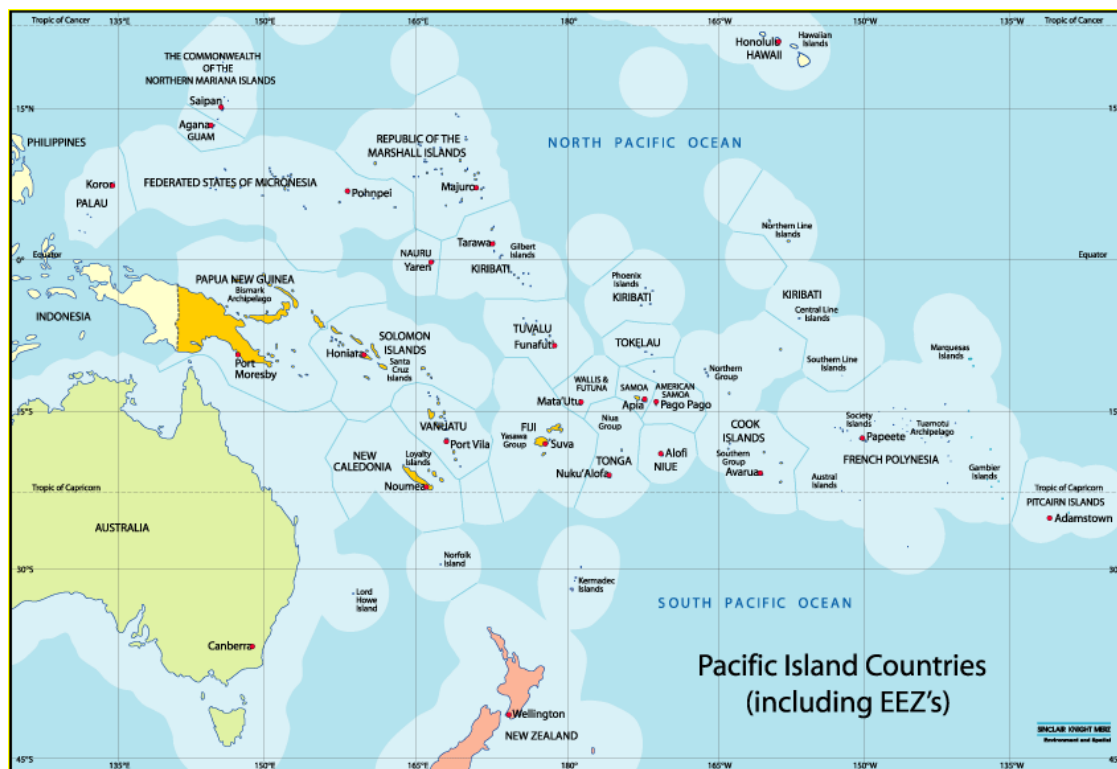 Tropic of Cancer
135°E
150°E
165°E
180°
165°W
150°W
135°W
Tropic of Cancer
Honolulu
HAWAII
Hawaiian
Islands
THE COMMONWEALTH
OF THE
NORTHERN MARIANA ISLANDS
Saipan
15°N
Agana
GUAM
PHILIPPINES
REPUBLIC OF THE
MARSHALL ISLANDS
NORTH PACIFIC OCEAN
Koror
PALAU
FEDERATED STATES OF MICRONESIA
Pohnpei
Majuro
Northern Line
Islands
Tarawa
Gilbert
Islands
KIRIBATI
NAURU
Yaren
Equator
0°
Equator
PAPUA NEW GUINEA
Bismark
Archipelago
Phoenix
Islands
KIRIBATI
KIRIBATI
Central Line
Islands
INDONESIA
SOLOMON
ISLANDS
Honiara
Santa
Cruz
Islands
TUVALU
Funafuti
TOKELAU
Marquesas
Islands
Port
Moresby
Northern
Group
Southern Line
Islands
WALLIS &
FUTUNA
Mata'Utu
SAMOA
Apia
AMERICAN
SAMOA
Pago Pago
15°S
VANUATU
Port Vila
FIJI
Yasawa
Group
Suva
Niua
Group
COOK
ISLANDS
Southern
Group
Avarua
Society
Islands
Papeete
Tuamotu
Archipelago
FRENCH POLYNESIA
NEW
CALEDONIA
Loyalty
Islands
Noumea
TONGA
Nuku'Alofa
Alofi
NIUE
Austral
Islands
Gambier
Islands
Tropic of Capricorn
Tropic of Capricorn
PITCAIRN ISLANDS
Adamstown
AUSTRALIA
Norfolk
Island
30°S
30°S
Lord
Howe
Island
Kermadec
Islands
SOUTH PACIFIC OCEAN
Canberra
Pacific Island Countries
(including EEZ's)
Wellington
NEW ZEALAND
SINCLAIR KNIGHT MERZ
Environment and Spatial
45°S
45°S
135°E
150°E
165°E
180°
165°W
150°W
135°W